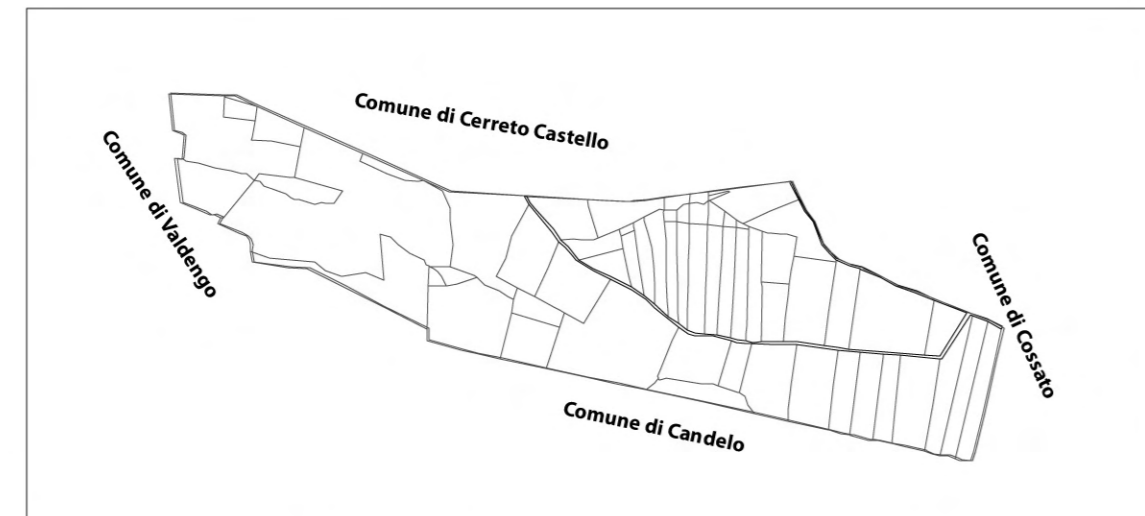 Comune di Cerreto Castello
Comune di Valdengo
Comune di Cossato
Comune di Candelo